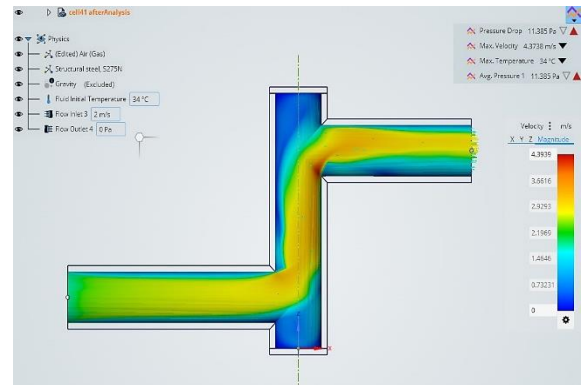 cell41 afterAnalysis
Physics
(Edited) Air (Gas)
Structural steel, S275N
Gravity (Excluded)
Fluid Initial Temperature 34 °C
Flow Inlet 3 2 m/s
Flow Outlet 4 0 Pa
Pressure Drop 11.385 Pa
Max. Velocity 4.3738 m/s
Max. Temperature 34 °C
Avg. Pressure 1 11.385 Pa
Velocity m/s
X Y Z Magnitude
4.3939
3.6616
2.9293
2.1969
1.4646
0.73231
0
x